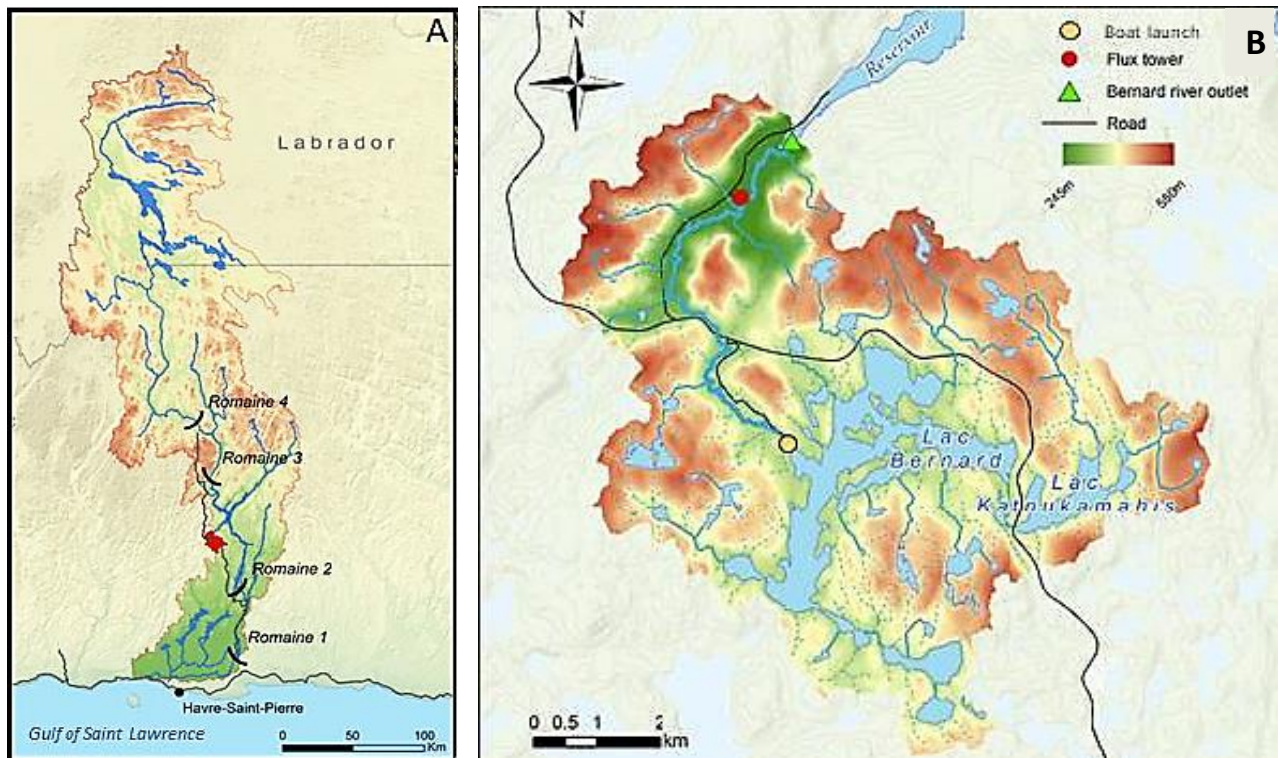 A
Labrador
Romaine 4
Romaine 3
Romaine 2
Romaine 1
Havre-Saint-Pierre
Gulf of Saint Lawrence
0 50 100
Km
B
N
Reservoir
Boat launch
Flux tower
Bernard river outlet
Road
245m
550m
Lac
Bernard
Lac
Katnukamahis
0 0.5 1 2
km